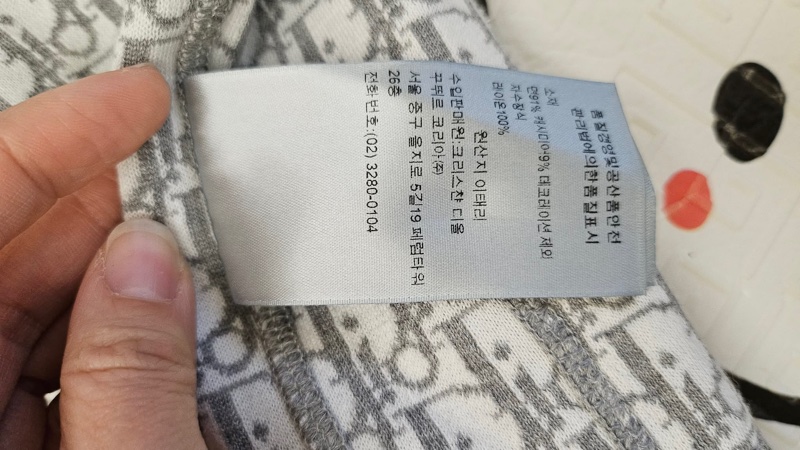 품질경영및공산품안전
관리법에의한품질표시
소재
면91% 캐시미어9% 데코레이션 제외
자수장식
레이온100%
원산지 이태리
수입판매원:크리스챤 디올
꾸뛰르 코리아㈜
서울 중구 을지로 5길19 페럼타워
26층
전화번호:(02) 3280-0104